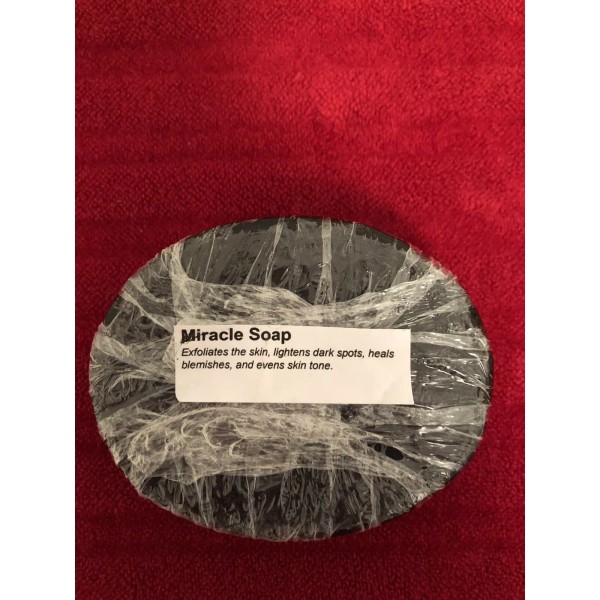 Miracle Soap
Exfoliates the skin, lightens dark spots, heals
blemishes, and evens skin tone.